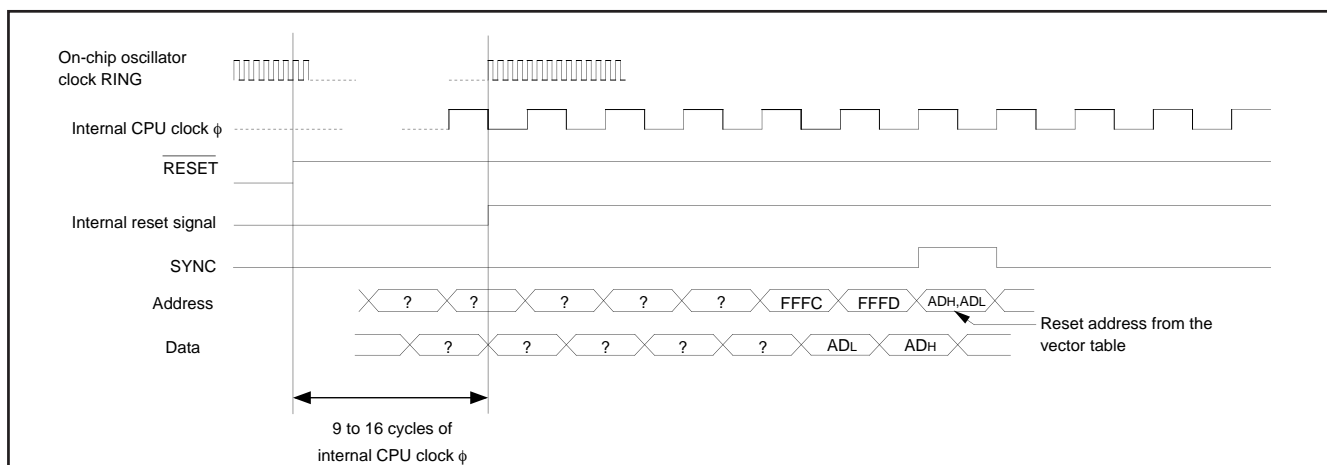 On-chip oscillator
clock RING
Internal CPU clock ϕ
RESET
Internal reset signal
SYNC
Address
? ? ? ? ? FFFC FFFD ADH,ADL
Reset address from the
vector table
Data
? ? ? ? ? ADL ADH
9 to 16 cycles of
internal CPU clock ϕ